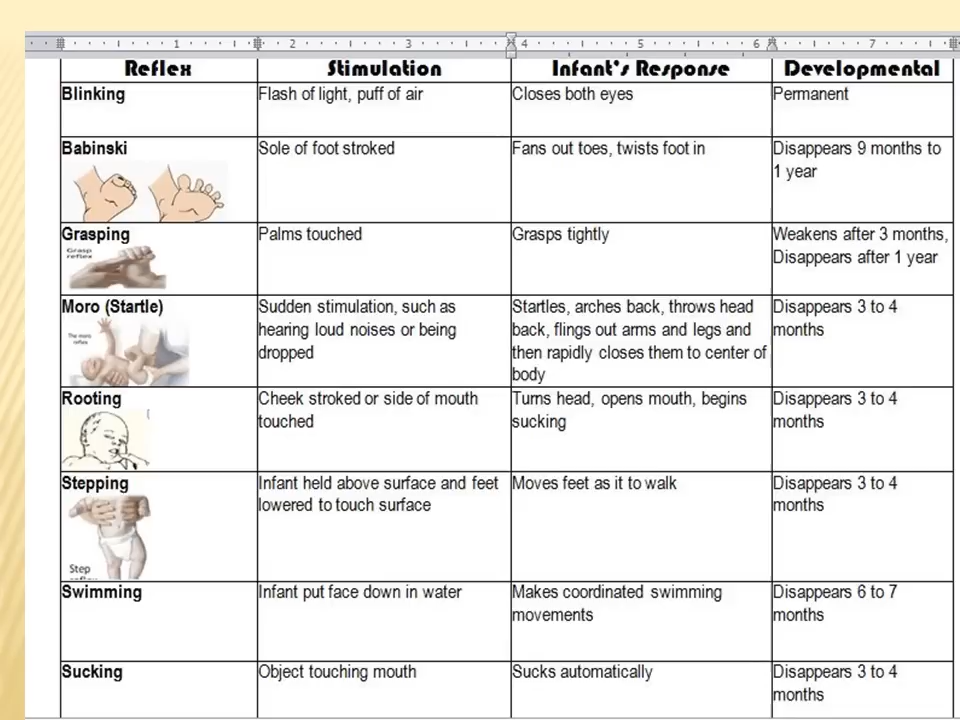 1 2 3 4 5 6 7
Reflex Stimulation Infant's Response Developmental
Blinking
Flash of light, puff of air
Closes both eyes
Permanent
Babinski
Sole of foot stroked
Fans out toes, twists foot in
Disappears 9 months to
1 year
Grasping
Grasp
reflex
Palms touched
Grasps tightly
Weakens after 3 months,
Disappears after 1 year
Moro (Startle)
The moro
reflex
Sudden stimulation, such as
hearing loud noises or being
dropped
Startles, arches back, throws head
back, flings out arms and legs and
then rapidly closes them to center of
body
Disappears 3 to 4
months
Rooting
Cheek stroked or side of mouth
touched
Turns head, opens mouth, begins
sucking
Disappears 3 to 4
months
Stepping
Step
Infant held above surface and feet
lowered to touch surface
Moves feet as it to walk
Disappears 3 to 4
months
Swimming
Infant put face down in water
Makes coordinated swimming
movements
Disappears 6 to 7
months
Sucking
Object touching mouth
Sucks automatically
Disappears 3 to 4
months